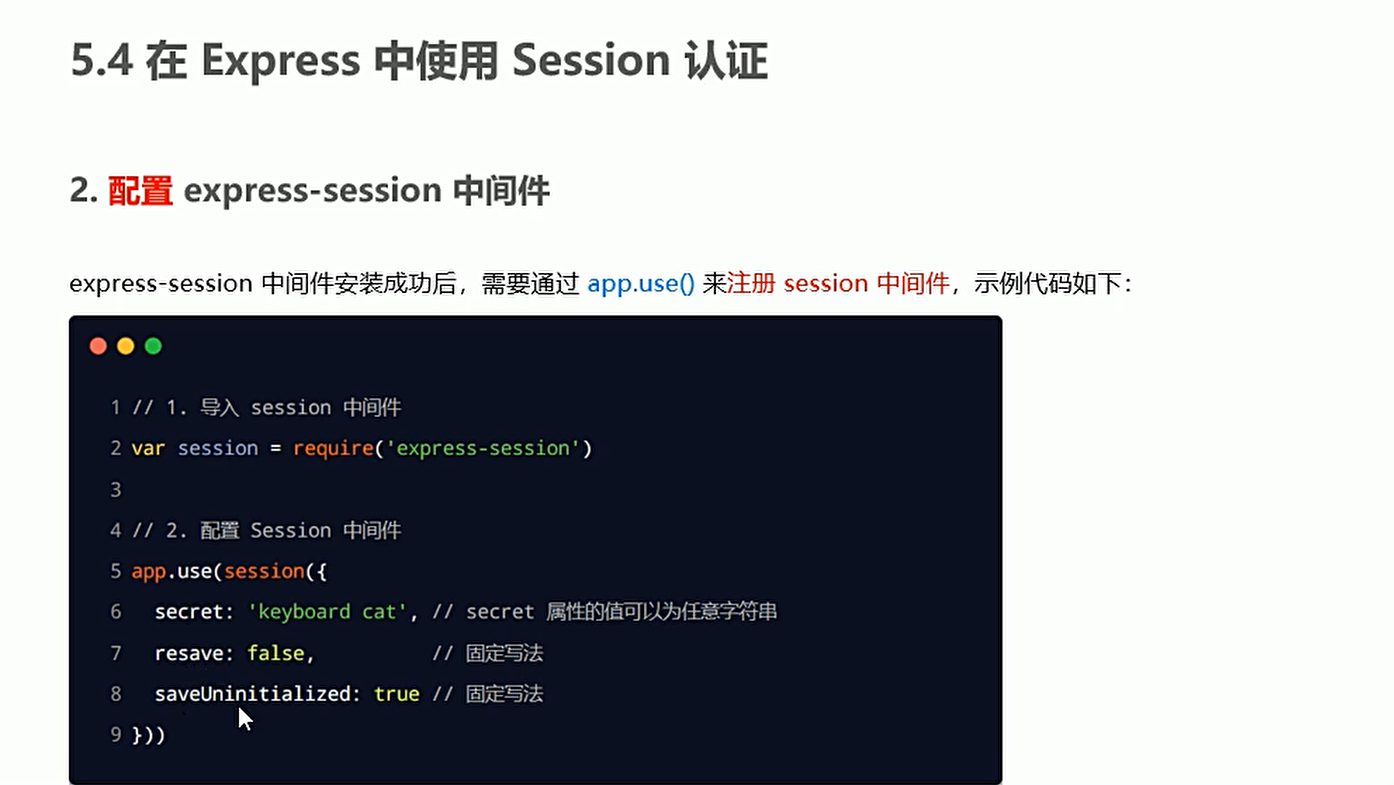 5.4 在 Express 中使用 Session 认证
2. 配置 express-session 中间件
express-session 中间件安装成功后，需要通过 app.use() 来注册 session 中间件，示例代码如下：
1 // 1. 导入 session 中间件
2 var session = require('express-session')
3
4 // 2. 配置 Session 中间件
5 app.use(session({
6   secret: 'keyboard cat', // secret 属性的值可以为任意字符串
7   resave: false,          // 固定写法
8   saveUninitialized: true // 固定写法
9 }))